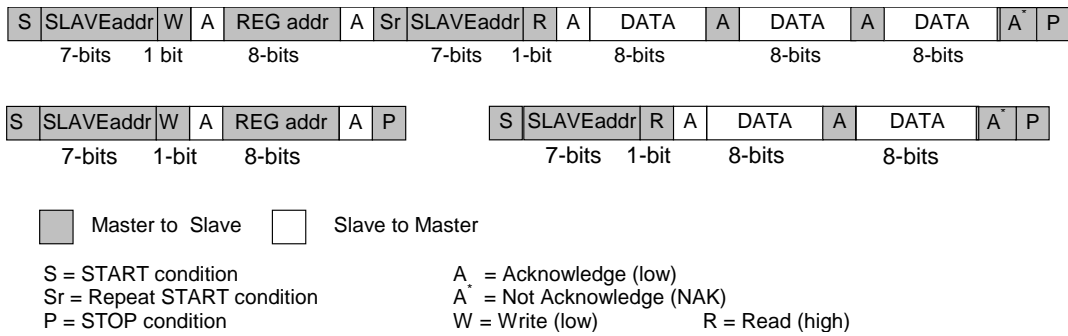 S SLAVEaddr W A REG addr A Sr SLAVEaddr R A DATA A DATA A DATA A* P
7-bits 1 bit 8-bits 7-bits 1-bit 8-bits 8-bits 8-bits
S SLAVEaddr W A REG addr A P
7-bits 1-bit 8-bits
S SLAVEaddr R A DATA A DATA A* P
7-bits 1-bit 8-bits 8-bits
Master to Slave
Slave to Master
S = START condition
Sr = Repeat START condition
P = STOP condition
A = Acknowledge (low)
A* = Not Acknowledge (NAK)
W = Write (low) R = Read (high)